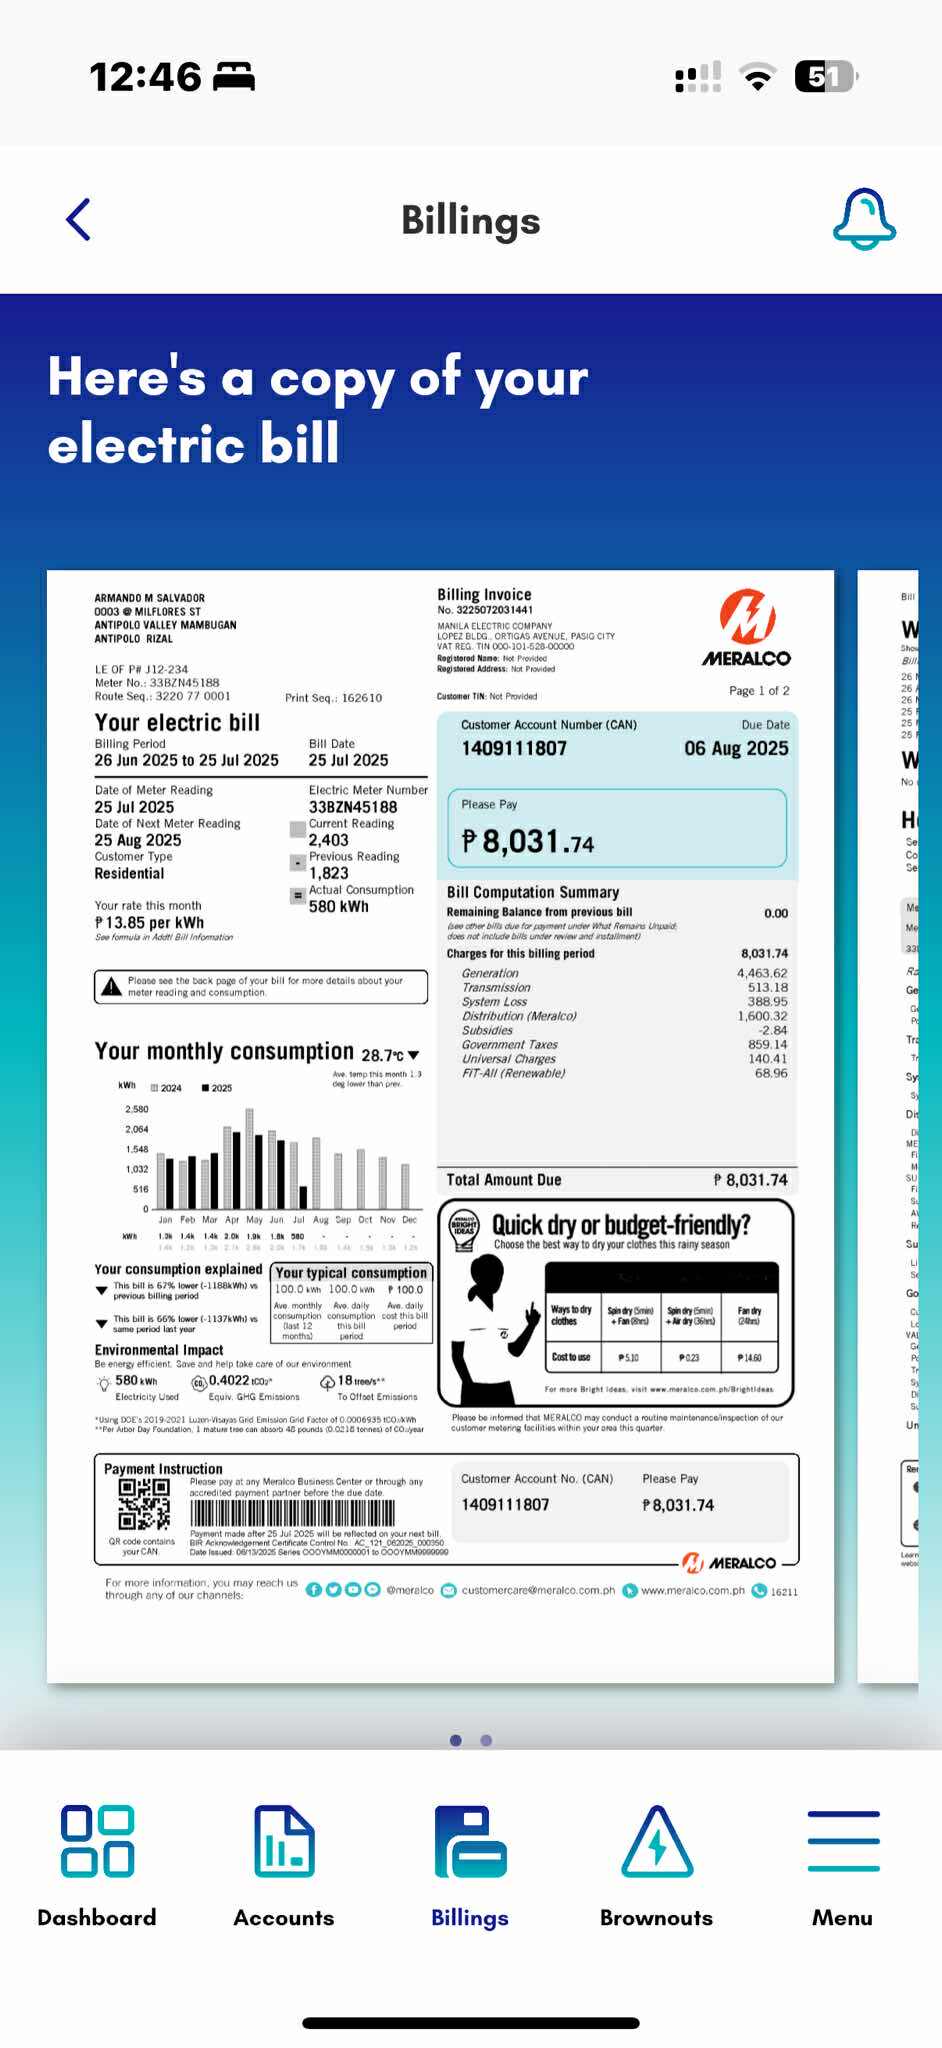 12:46
51
Billings
Here's a copy of your
electric bill
ARMANDO M SALVADOR
0003 @ MILFLORES ST
ANTIPOLO VALLEY MAMBUGAN
ANTIPOLO RIZAL
LE OF P# J12-234
Meter No.: 33BZN45188
Route Seq.: 3220 77 0001
Print Seq.: 162610
Billing Invoice
No. 3225072031441
MANILA ELECTRIC COMPANY
LOPEZ BLDG., ORTIGAS AVENUE, PASIG CITY
VAT REG. TIN 000-101-528-00000
Registered Name: Not Provided
Registered Address: Not Provided
Customer TIN: Not Provided
MERALCO
Page 1 of 2
Your electric bill
Billing Period
26 Jun 2025 to 25 Jul 2025
Bill Date
25 Jul 2025
Date of Meter Reading
25 Jul 2025
Date of Next Meter Reading
25 Aug 2025
Customer Type
Residential
Your rate this month
₱ 13.85 per kWh
See formula in Addtl Bill Information
Electric Meter Number
33BZN45188
Current Reading
2,403
- Previous Reading
1,823
= Actual Consumption
580 kWh
Please see the back page of your bill for more details about your
meter reading and consumption.
Customer Account Number (CAN)
1409111807
Due Date
06 Aug 2025
Please Pay
₱ 8,031.74
Bill Computation Summary
Remaining Balance from previous bill 0.00
(see other bills due for payment under What Remains Unpaid;
does not include bills under review and installment)
Charges for this billing period 8,031.74
Generation 4,463.62
Transmission 513.18
System Loss 388.95
Distribution (Meralco) 1,600.32
Subsidies -2.84
Government Taxes 859.14
Universal Charges 140.41
FIT-All (Renewable) 68.96
Total Amount Due ₱ 8,031.74
Your monthly consumption 28.7°C ▼
Ave. temp this month 1.3
deg lower than prev.
kWh 2024 2025
2,580
2,064
1,548
1,032
516
0
Jan Feb Mar Apr May Jun Jul Aug Sep Oct Nov Dec
kWh 1.3k 1.4k 1.4k 2.0k 1.9k 1.8k 580 - - - - -
Your consumption explained
▼ This bill is 67% lower (-1188kWh) vs
previous billing period
▼ This bill is 66% lower (-1137kWh) vs
same period last year
Your typical consumption
100.0 kWh 100.0 kWh ₱ 100.0
Ave. monthly
consumption
(last 12
months)
Ave. daily
consumption
this bill
period
Ave. daily
cost this bill
period
Environmental Impact
Be energy efficient. Save and help take care of our environment
580 kWh
Electricity Used
CO₂
0.4022 tCO₂*
Equiv. GHG Emissions
18 tree/s**
To Offset Emissions
*Using DOE's 2019-2021 Luzon-Visayas Grid Emission Grid Factor of 0.0006935 tCO₂/kWh
**Per Arbor Day Foundation, 1 mature tree can absorb 48 pounds (0.0218 tonnes) of CO₂/year
MERALCO
BRIGHT
IDEAS
Quick dry or budget-friendly?
Choose the best way to dry your clothes this rainy season
Ways to dry
clothes
Spin dry (5min)
+ Fan (8hrs)
Spin dry (5min)
+ Air dry (36hrs)
Fan dry
(24hrs)
Cost to use ₱5.10 ₱0.23 ₱14.60
For more Bright Ideas, visit www.meralco.com.ph/BrightIdeas
Please be informed that MERALCO may conduct a routine maintenance/inspection of our
customer metering facilities within your area this quarter.
Payment Instruction
Please pay at any Meralco Business Center or through any
accredited payment partner before the due date.
QR code contains
your CAN.
Payment made after 25 Jul 2025 will be reflected on your next bill.
BIR Acknowledgement Certificate Control No.: AC_121_062025_000350
Date Issued: 06/13/2025 Series OOOYMM0000001 to OOOYMM9999999
Customer Account No. (CAN)
1409111807
Please Pay
₱8,031.74
MERALCO
For more information, you may reach us
through any of our channels:
@meralco customercare@meralco.com.ph www.meralco.com.ph 16211
Dashboard
Accounts
Billings
Brownouts
Menu